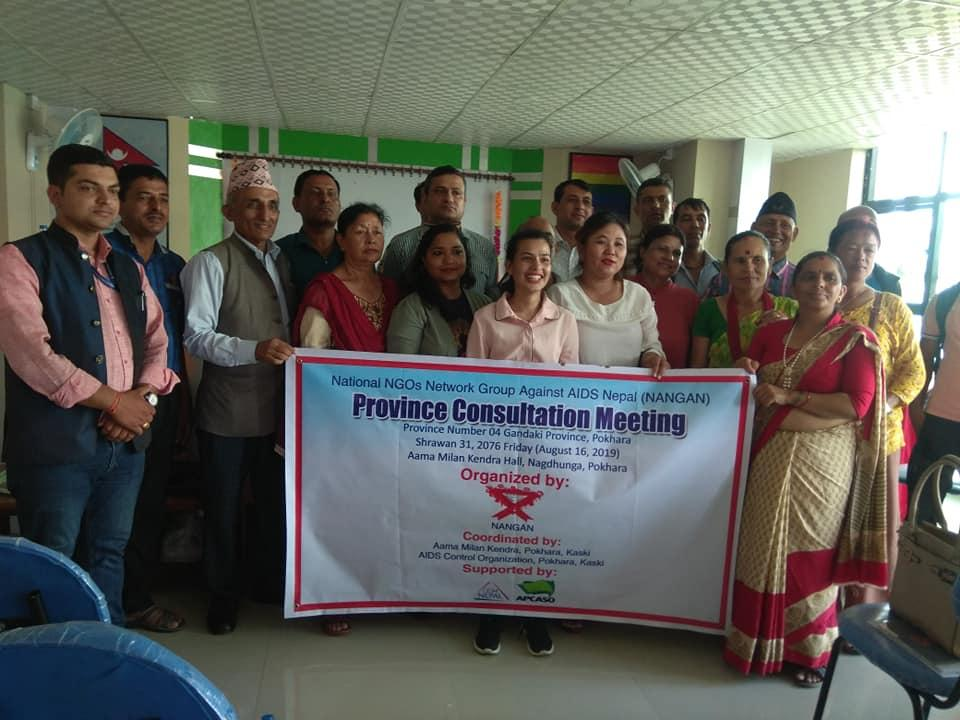 National NGOs Network Group Against AIDS Nepal (NANGAN)
Province Consultation Meeting
Province Number 04 Gandaki Province, Pokhara
Shrawan 31, 2076 Friday (August 16, 2019)
Aama Milan Kendra Hall, Nagdhunga, Pokhara
Organized by:
NANGAN
Coordinated by:
Aama Milan Kendra, Pokhara, Kaski
AIDS Control Organization, Pokhara, Kaski
Supported by:
NEPAL
APCASO